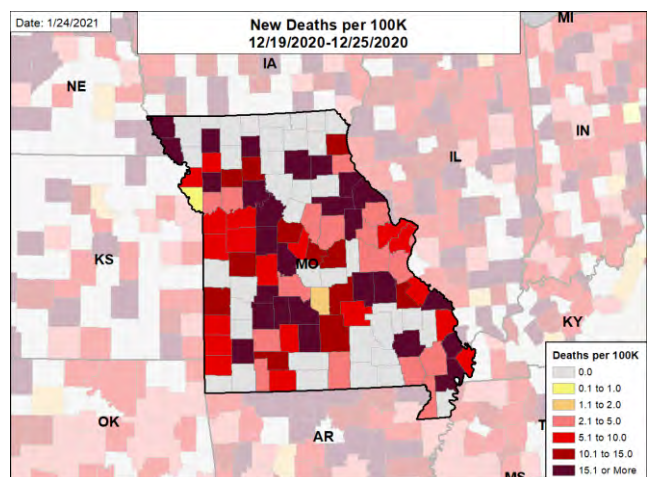 Date: 1/24/2021
New Deaths per 100K
12/19/2020-12/25/2020
MI
IA
NE
IN
IL
KS
MO
KY
OK
AR
MS
Deaths per 100K
0.0
0.1 to 1.0
1.1 to 2.0
2.1 to 5.0
5.1 to 10.0
10.1 to 15.0
15.1 or More